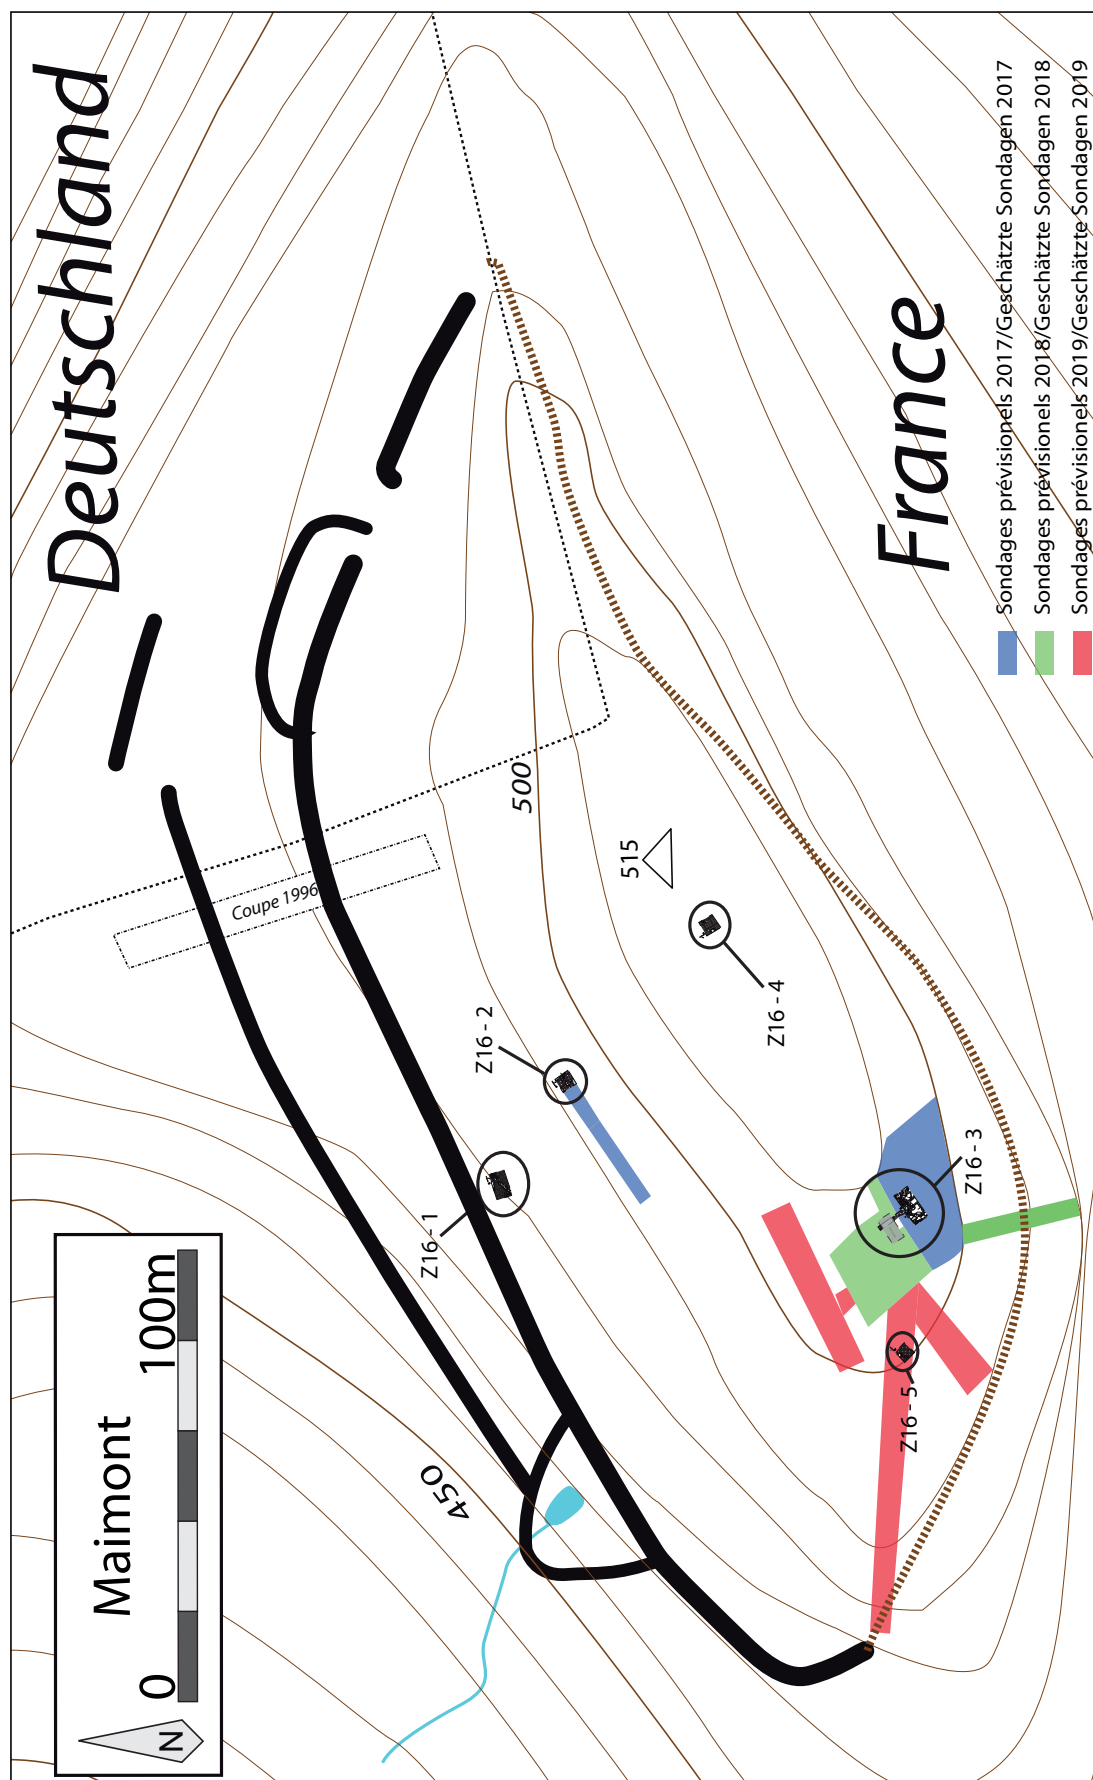 Deutschland
France
Sondages prévisionels 2017/Geschätzte Sondagen 2017
Sondages prévisionels 2018/Geschätzte Sondagen 2018
Sondages prévisionels 2019/Geschätzte Sondagen 2019
500
515
Coupe 1996
Z16 - 4
Z16 - 2
Z16 - 3
Z16 - 1
Z16 - 5
450
Maimont
0
100m
N